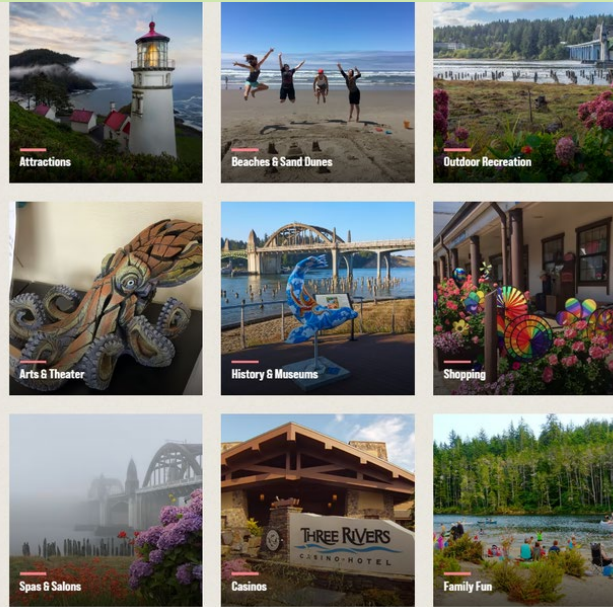 Attractions
Beaches & Sand Dunes
Outdoor Recreation
Arts & Theater
History & Museums
Shopping
Spas & Salons
THREE RIVERS
CASINO-HOTEL
Casinos
Family Fun